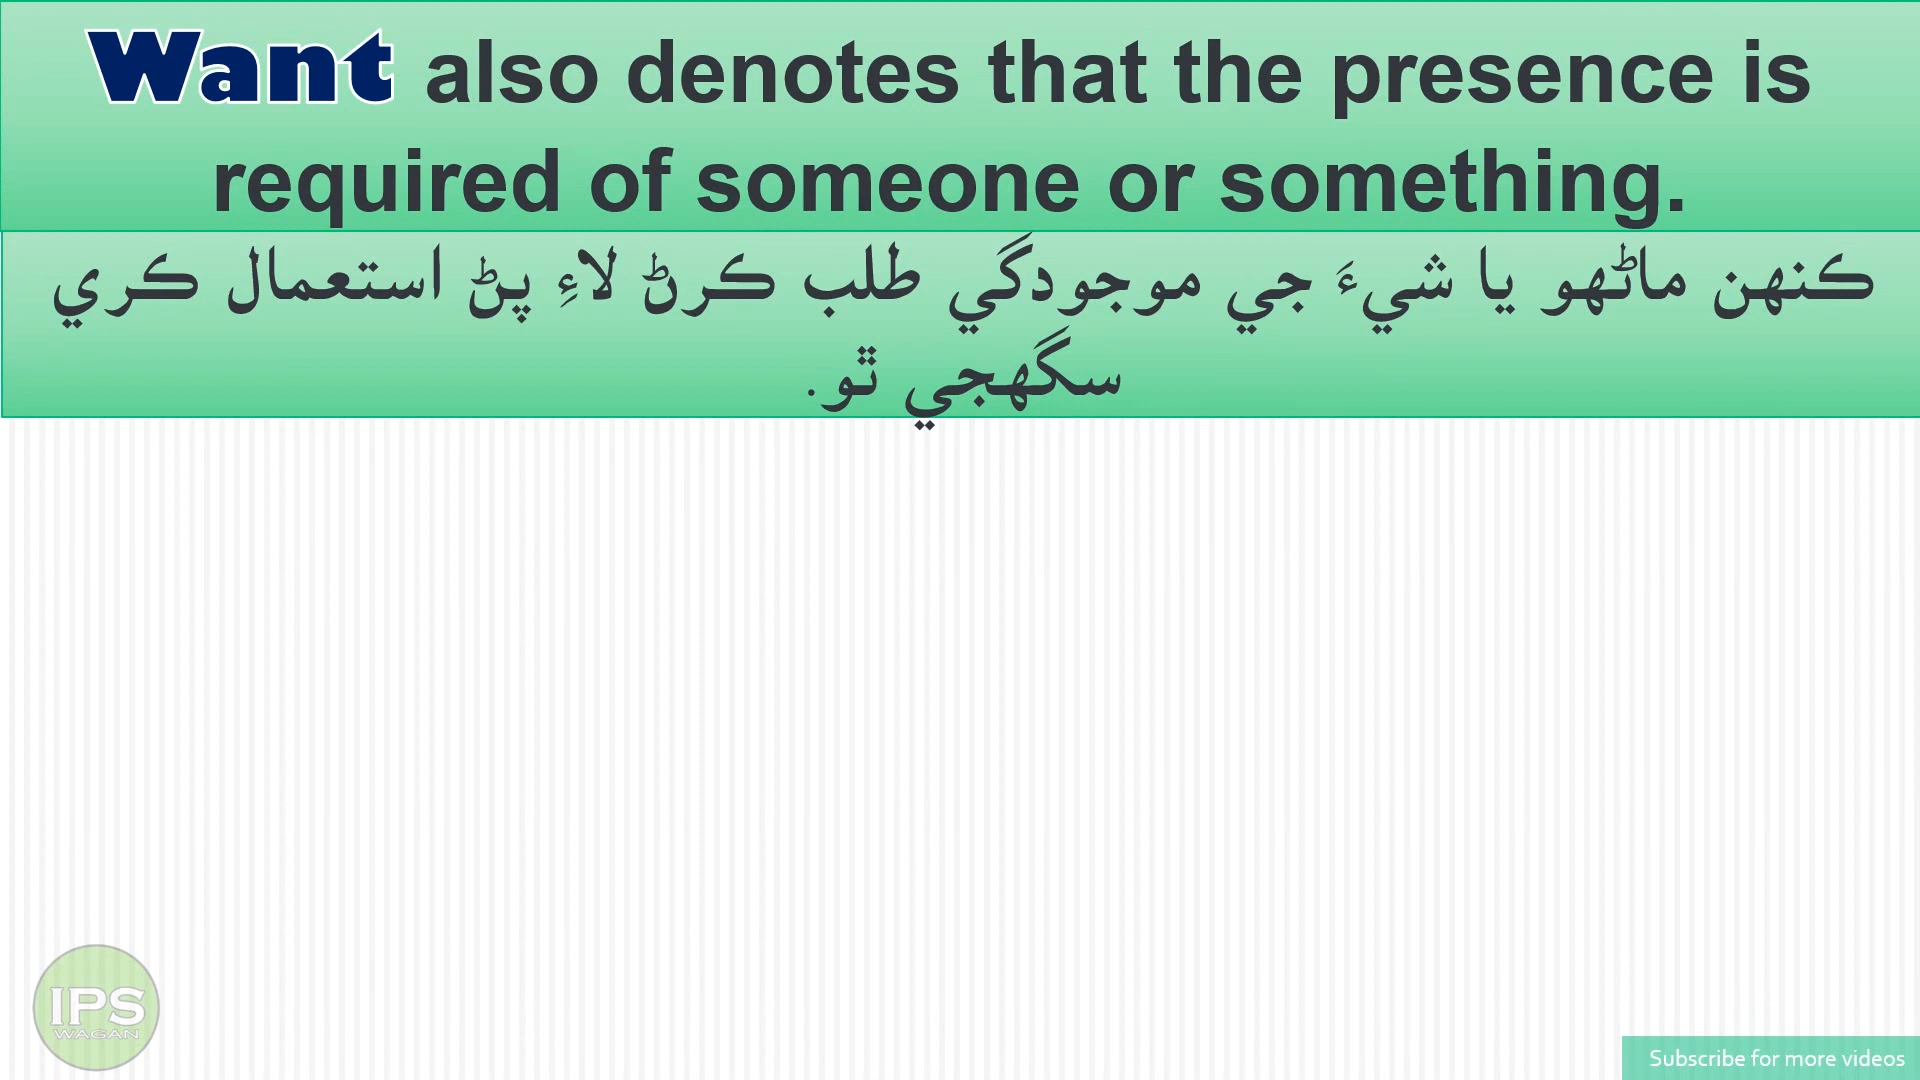 Want also denotes that the presence is
required of someone or something.
ڪنهن ماڻهو يا شيءَ جي موجودگي طلب ڪرڻ لاءِ پڻ استعمال ڪري
سگهجي ٿو.
IPS
WAGAN
Subscribe for more videos